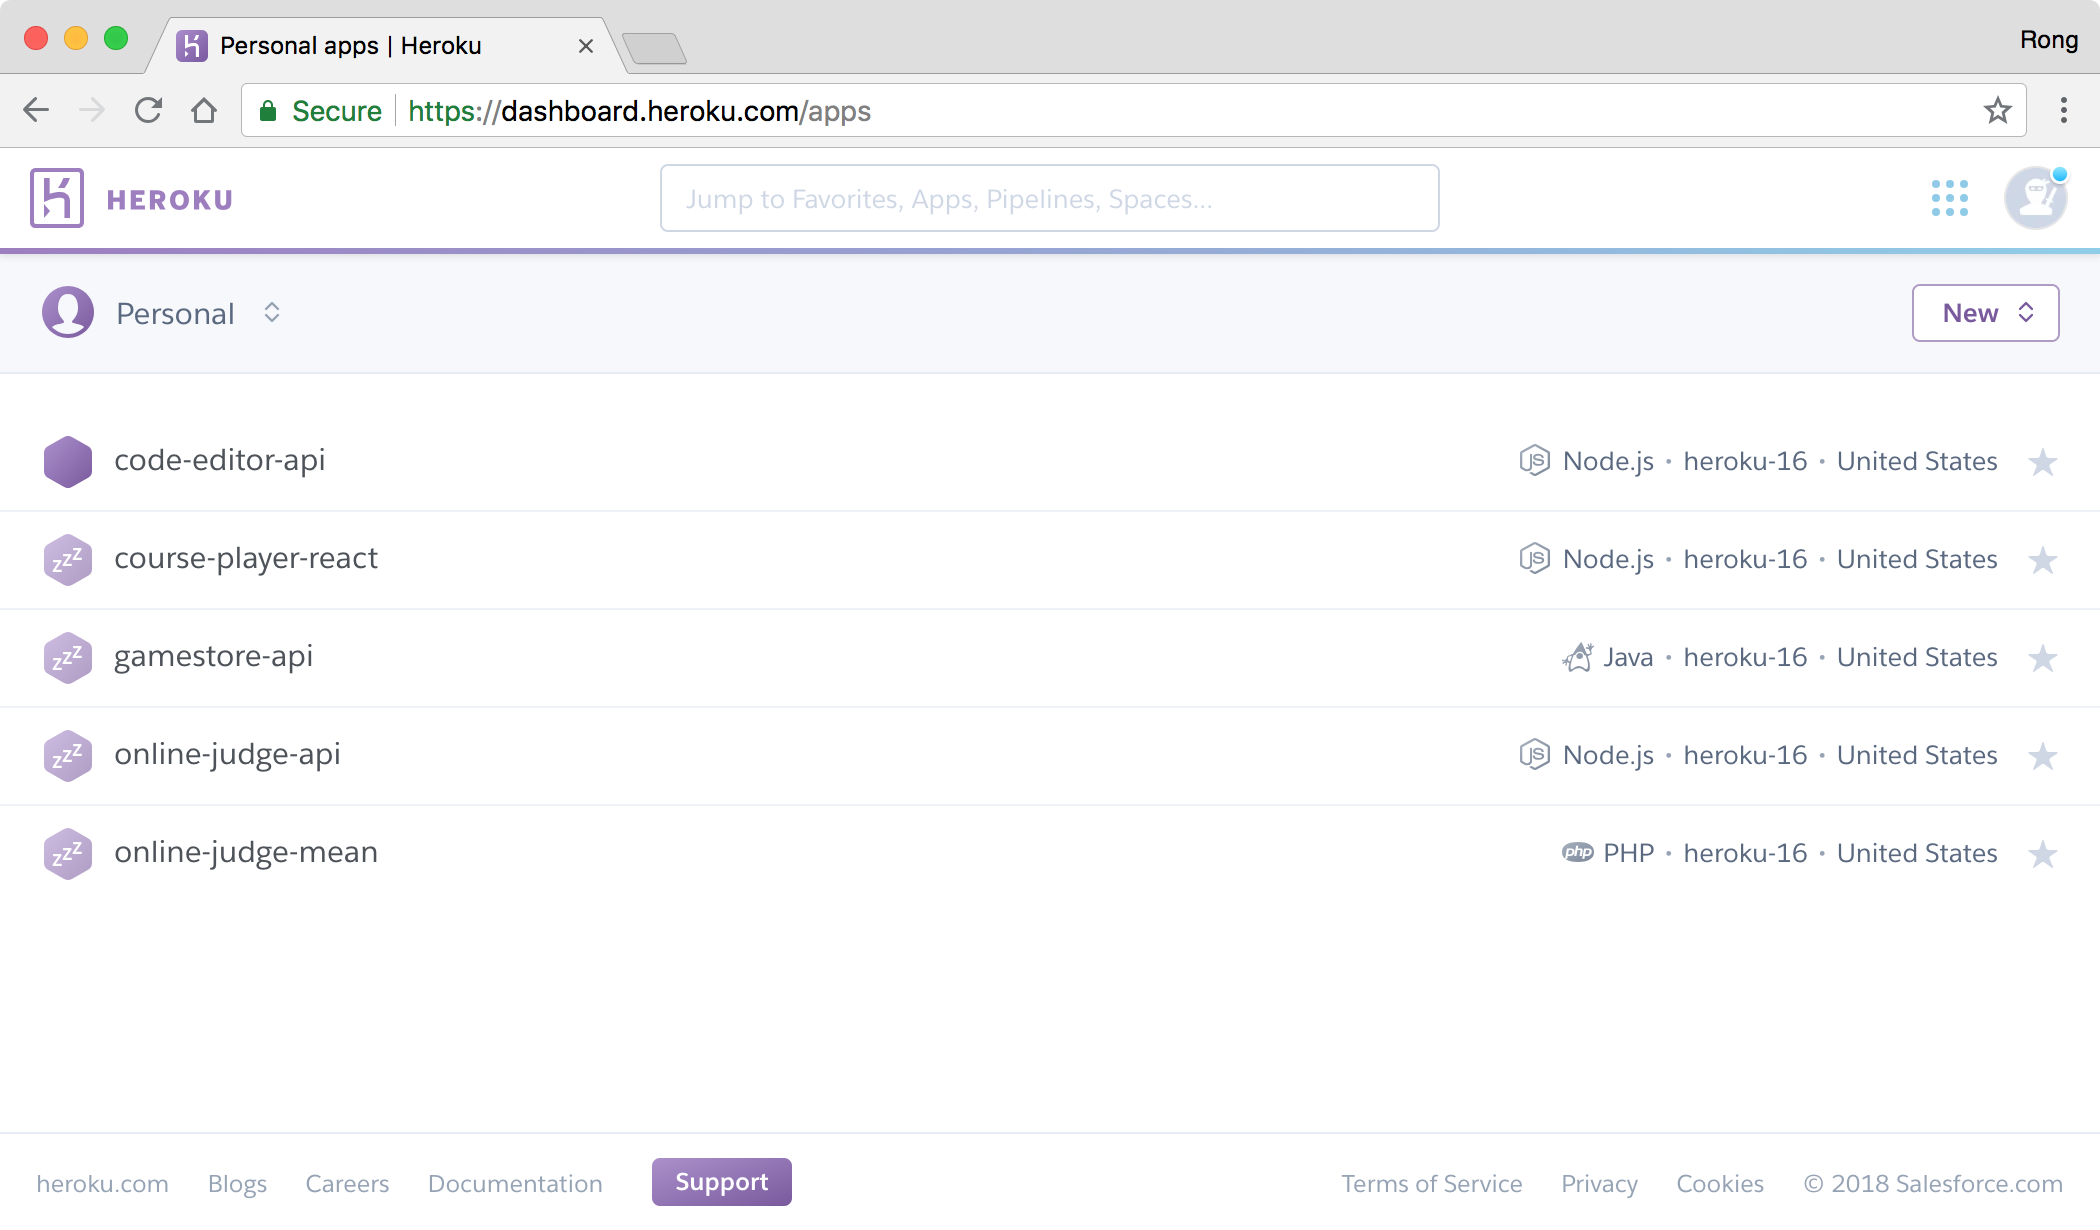 Personal apps | Heroku
Rong
Secure
https://dashboard.heroku.com/apps
HEROKU
Jump to Favorites, Apps, Pipelines, Spaces...
Personal
New
code-editor-api
JS Node.js • heroku-16 • United States
zzZ course-player-react
JS Node.js • heroku-16 • United States
zzZ gamestore-api
Java • heroku-16 • United States
zzZ online-judge-api
JS Node.js • heroku-16 • United States
zzZ online-judge-mean
php PHP • heroku-16 • United States
heroku.com Blogs Careers Documentation Support
Terms of Service Privacy Cookies © 2018 Salesforce.com